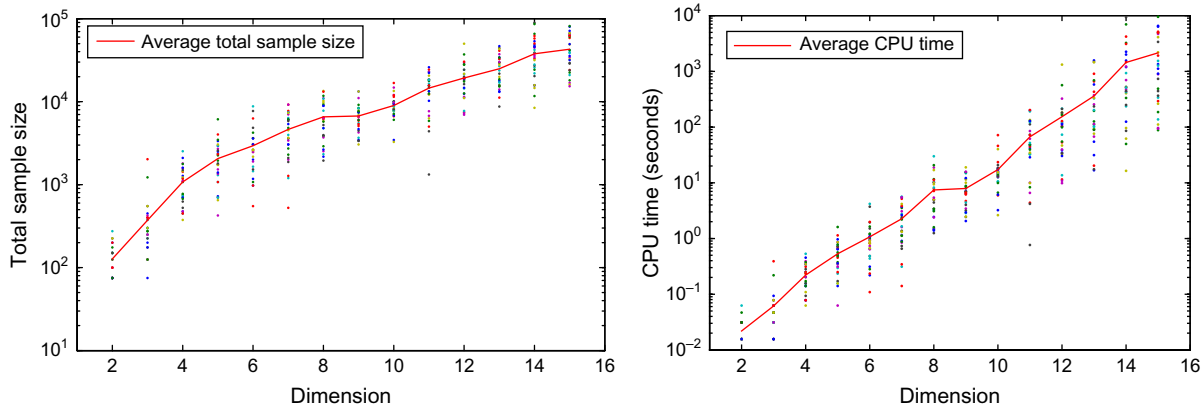 10^5
10^4
10^3
10^2
10^1
Total sample size
Average total sample size
2 4 6 8 10 12 14 16
Dimension
10^4
10^3
10^2
10^1
10^0
10^−1
10^−2
CPU time (seconds)
Average CPU time
2 4 6 8 10 12 14 16
Dimension